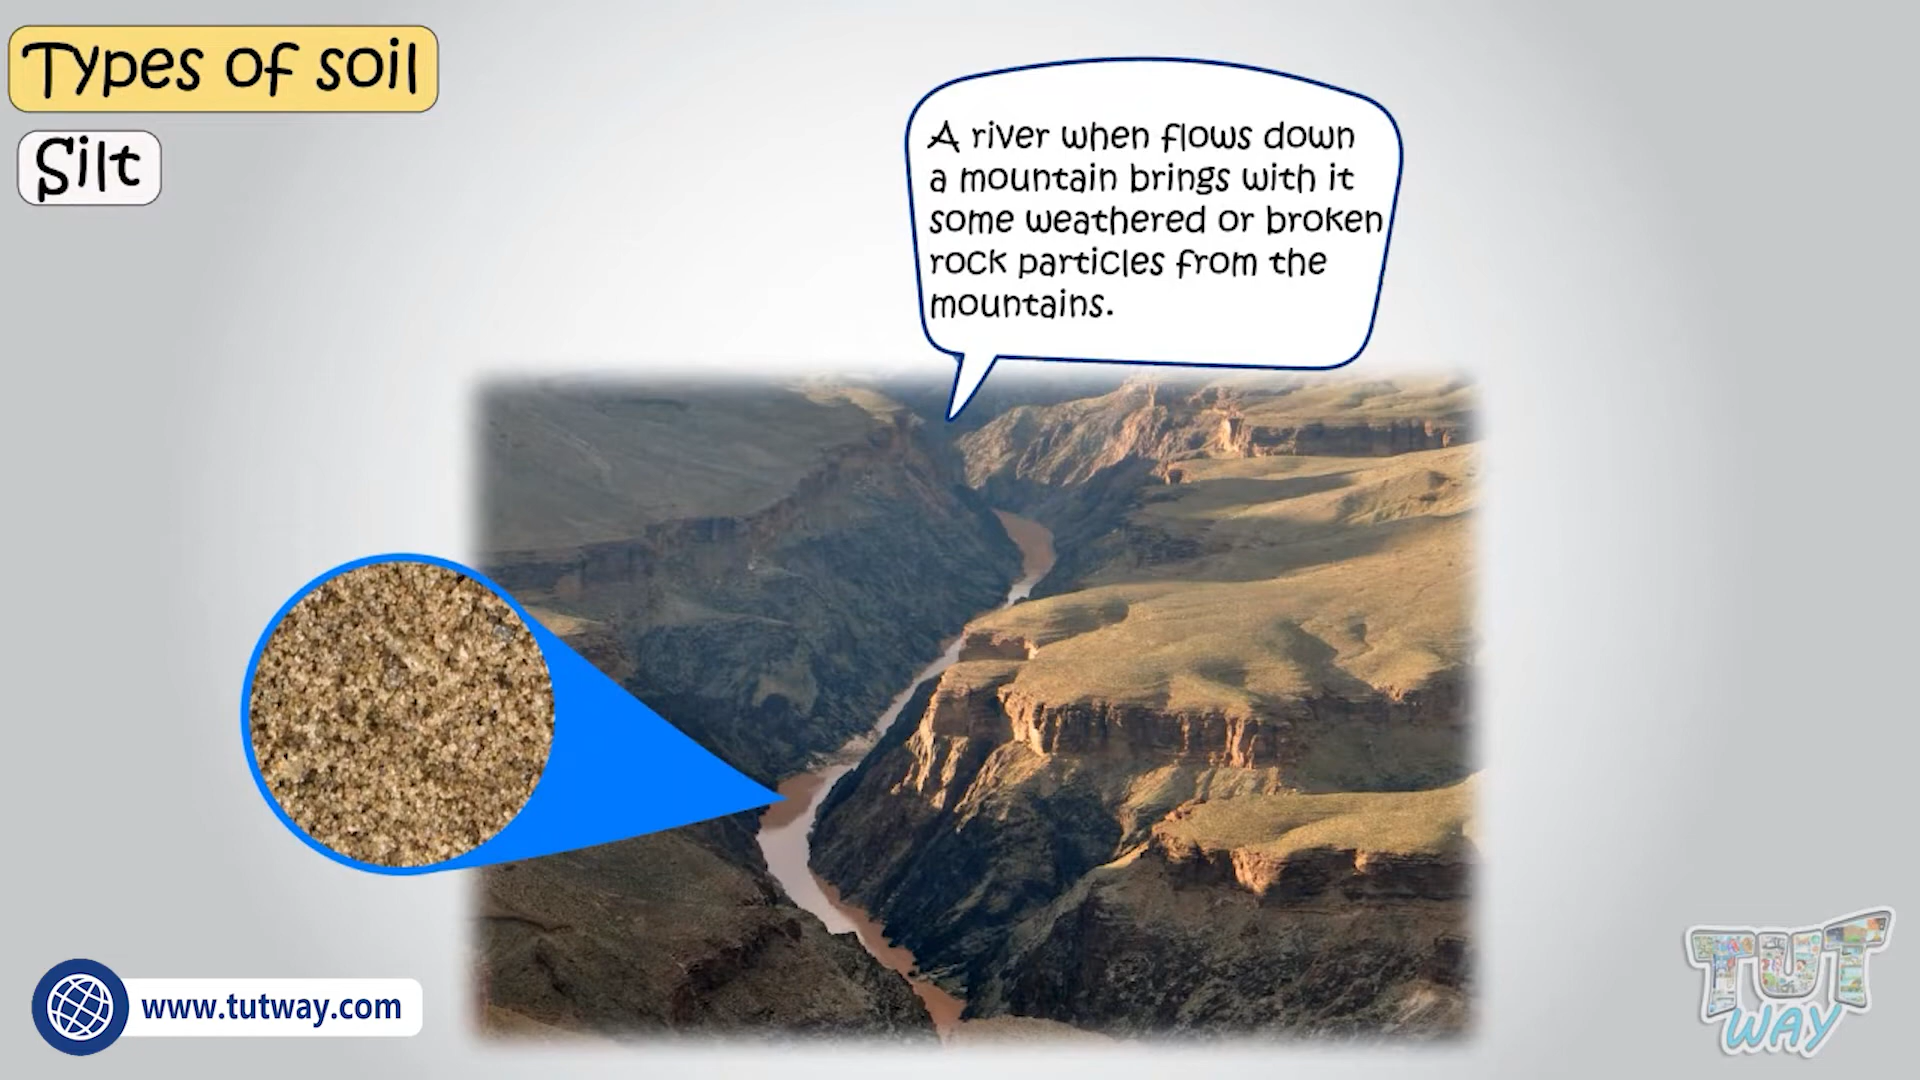 Types of soil
Silt
A river when flows down
a mountain brings with it
some weathered or broken
rock particles from the
mountains.
www.tutway.com
TUT
WAY